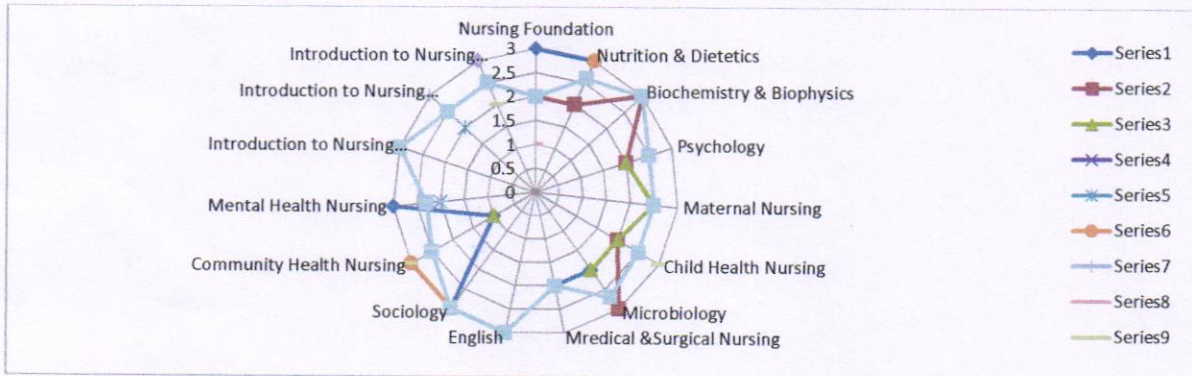 Nursing Foundation
Nutrition & Dietetics
Biochemistry & Biophysics
Psychology
Maternal Nursing
Child Health Nursing
Microbiology
Mredical &Surgical Nursing
English
Sociology
Community Health Nursing
Mental Health Nursing
Introduction to Nursing...
Introduction to Nursing...
Introduction to Nursing...
3
2.5
2
1.5
1
0.5
0
Series1
Series2
Series3
Series4
Series5
Series6
Series7
Series8
Series9